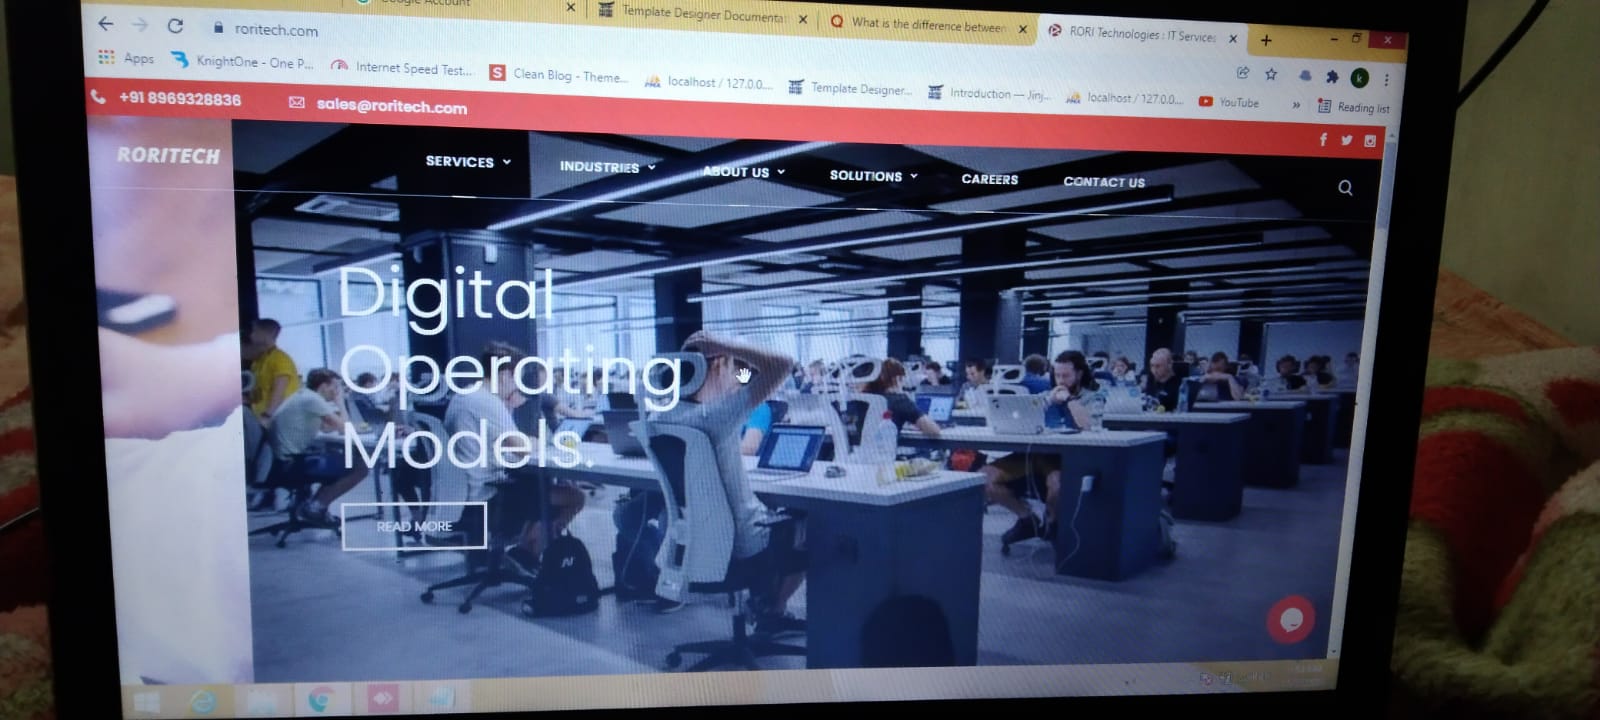 Google Account
Template Designer Documenta
What is the difference between
RORI Technologies : IT Services
roritech.com
Apps
KnightOne - One P...
Internet Speed Test...
Clean Blog - Theme...
localhost / 127.0.0....
Template Designer...
Introduction — Jinj...
localhost / 127.0.0....
YouTube
»
Reading list
+91 8969328836
sales@roritech.com
RORITECH
SERVICES
INDUSTRIES
ABOUT US
SOLUTIONS
CAREERS
CONTACT US
Digital
Operating
Models.
READ MORE